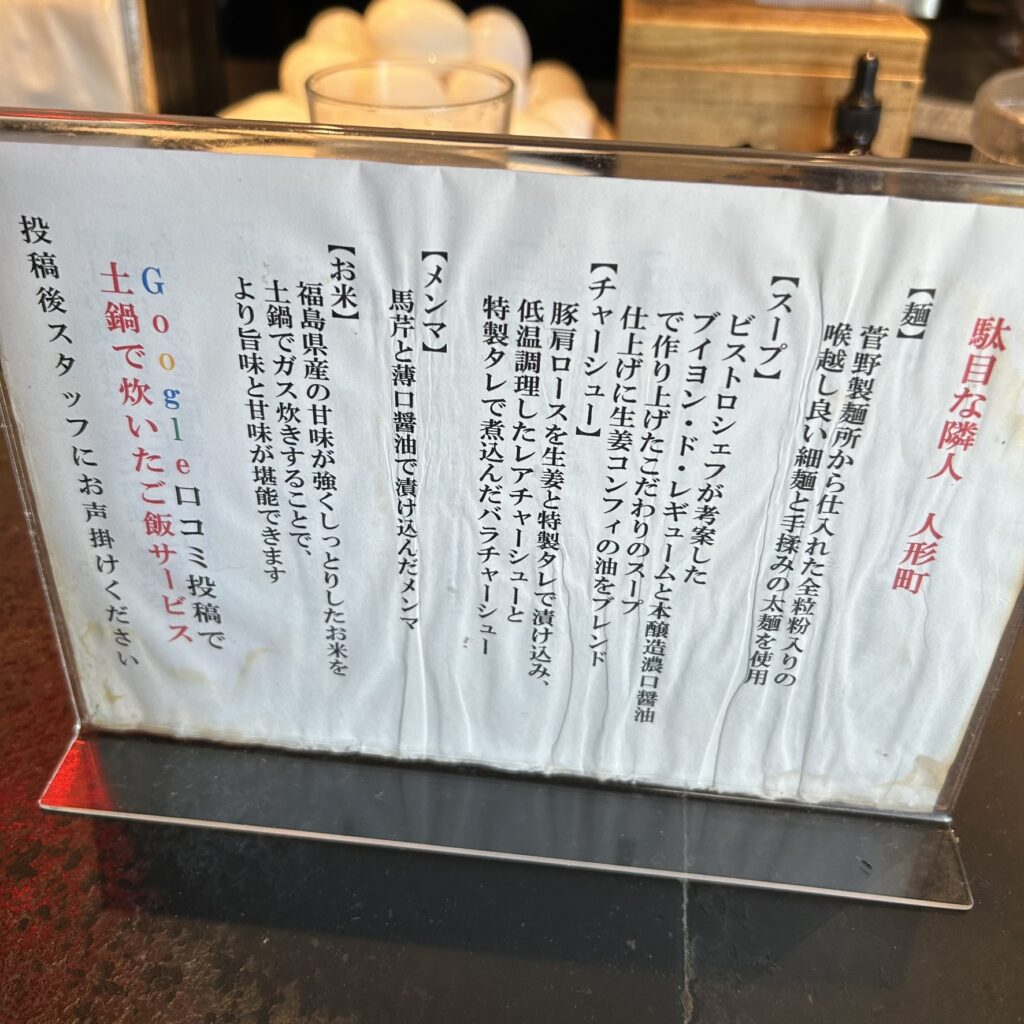 駄目な隣人 人形町
【麺】
菅野製麺所から仕入れた全粒粉入りの
喉越し良い細麺と手揉みの太麺を使用
【スープ】
ビストロシェフが考案した
ブイヨン・ド・レギュームと本醸造濃口醤油
で作り上げたこだわりのスープ
仕上げに生姜コンフィの油をブレンド
【チャーシュー】
豚肩ロースを生姜と特製タレで漬け込み、
低温調理したレアチャーシューと
特製タレで煮込んだバラチャーシュー
【メンマ】
馬芹と薄口醤油で漬け込んだメンマ
【お米】
福島県産の甘味が強くしっとりしたお米を
土鍋でガス炊きすることで、
より旨味と甘味が堪能できます
Google口コミ投稿で
土鍋で炊いたご飯サービス
投稿後スタッフにお声掛けください